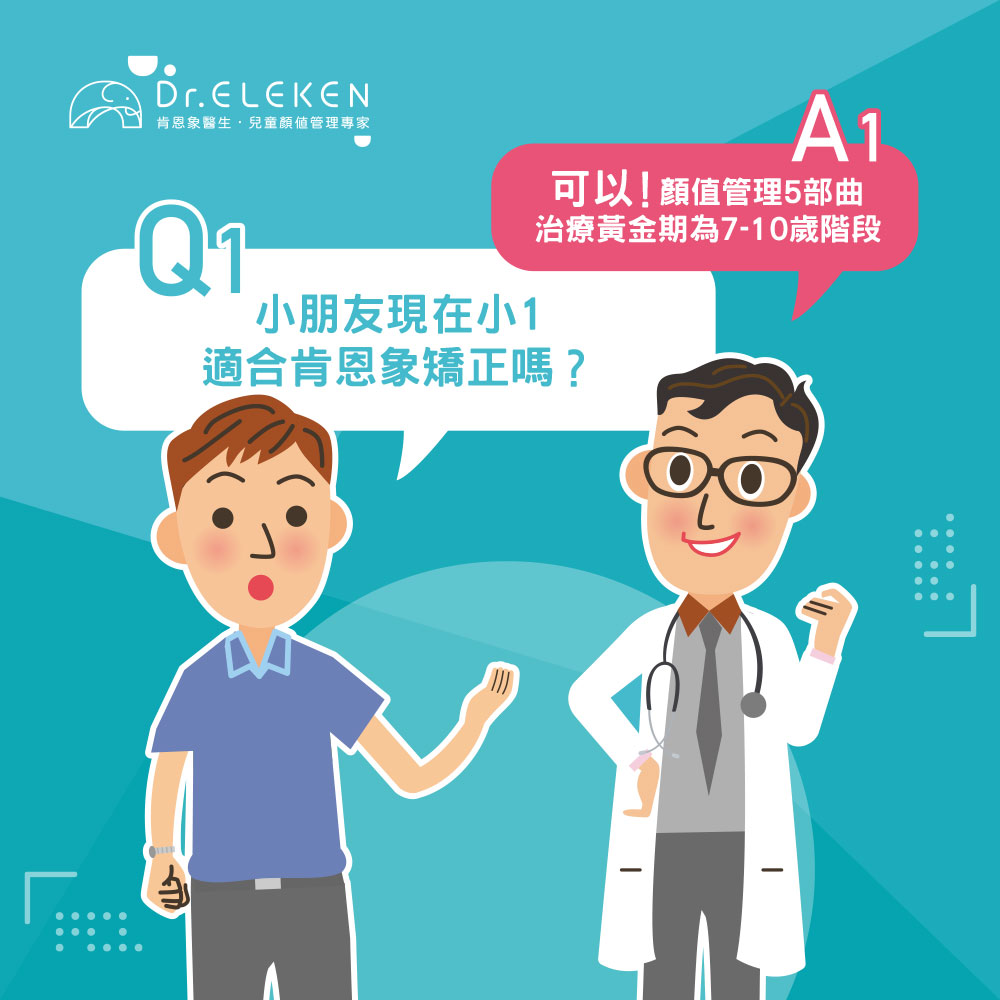 Dr.ELEKEN
肯恩象醫生・兒童顏值管理專家
Q1
小朋友現在小1
適合肯恩象矯正嗎？
A1
可以！顏值管理5部曲
治療黃金期為7-10歲階段